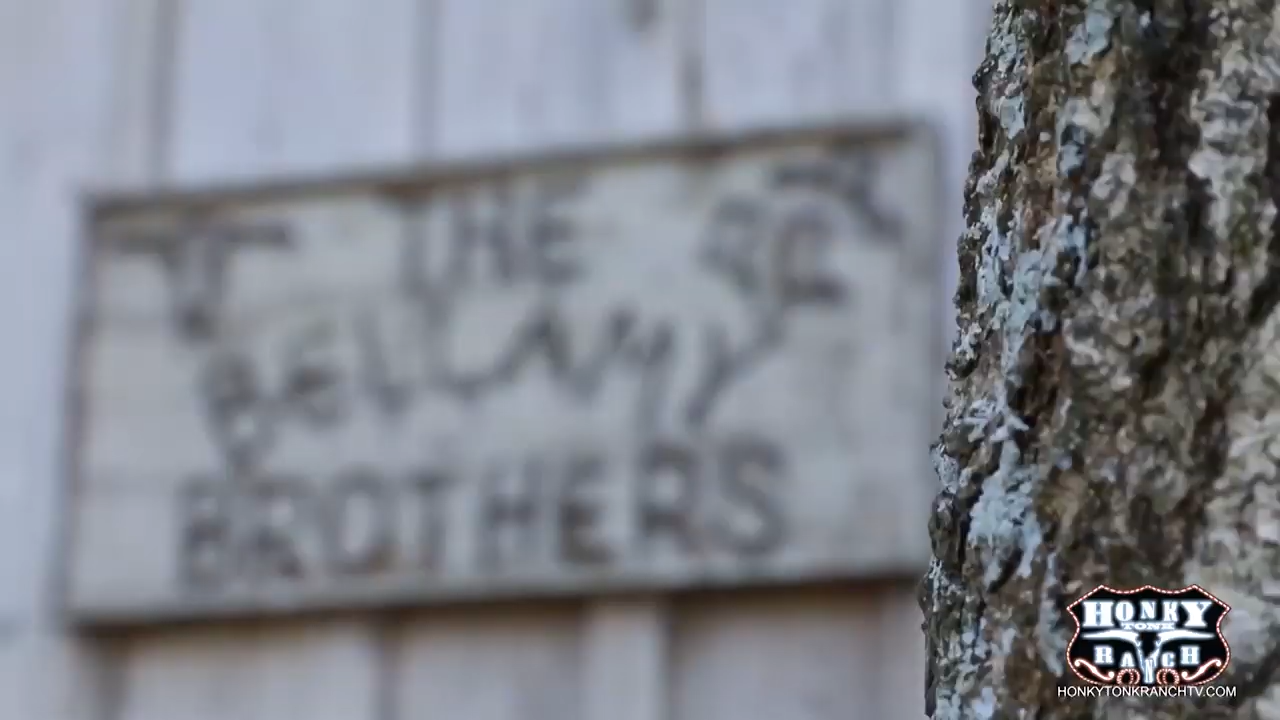 THE
BELLAMY
BROTHERS
HONKY
TONK
RANCH
HONKYTONKRANCHTV.COM